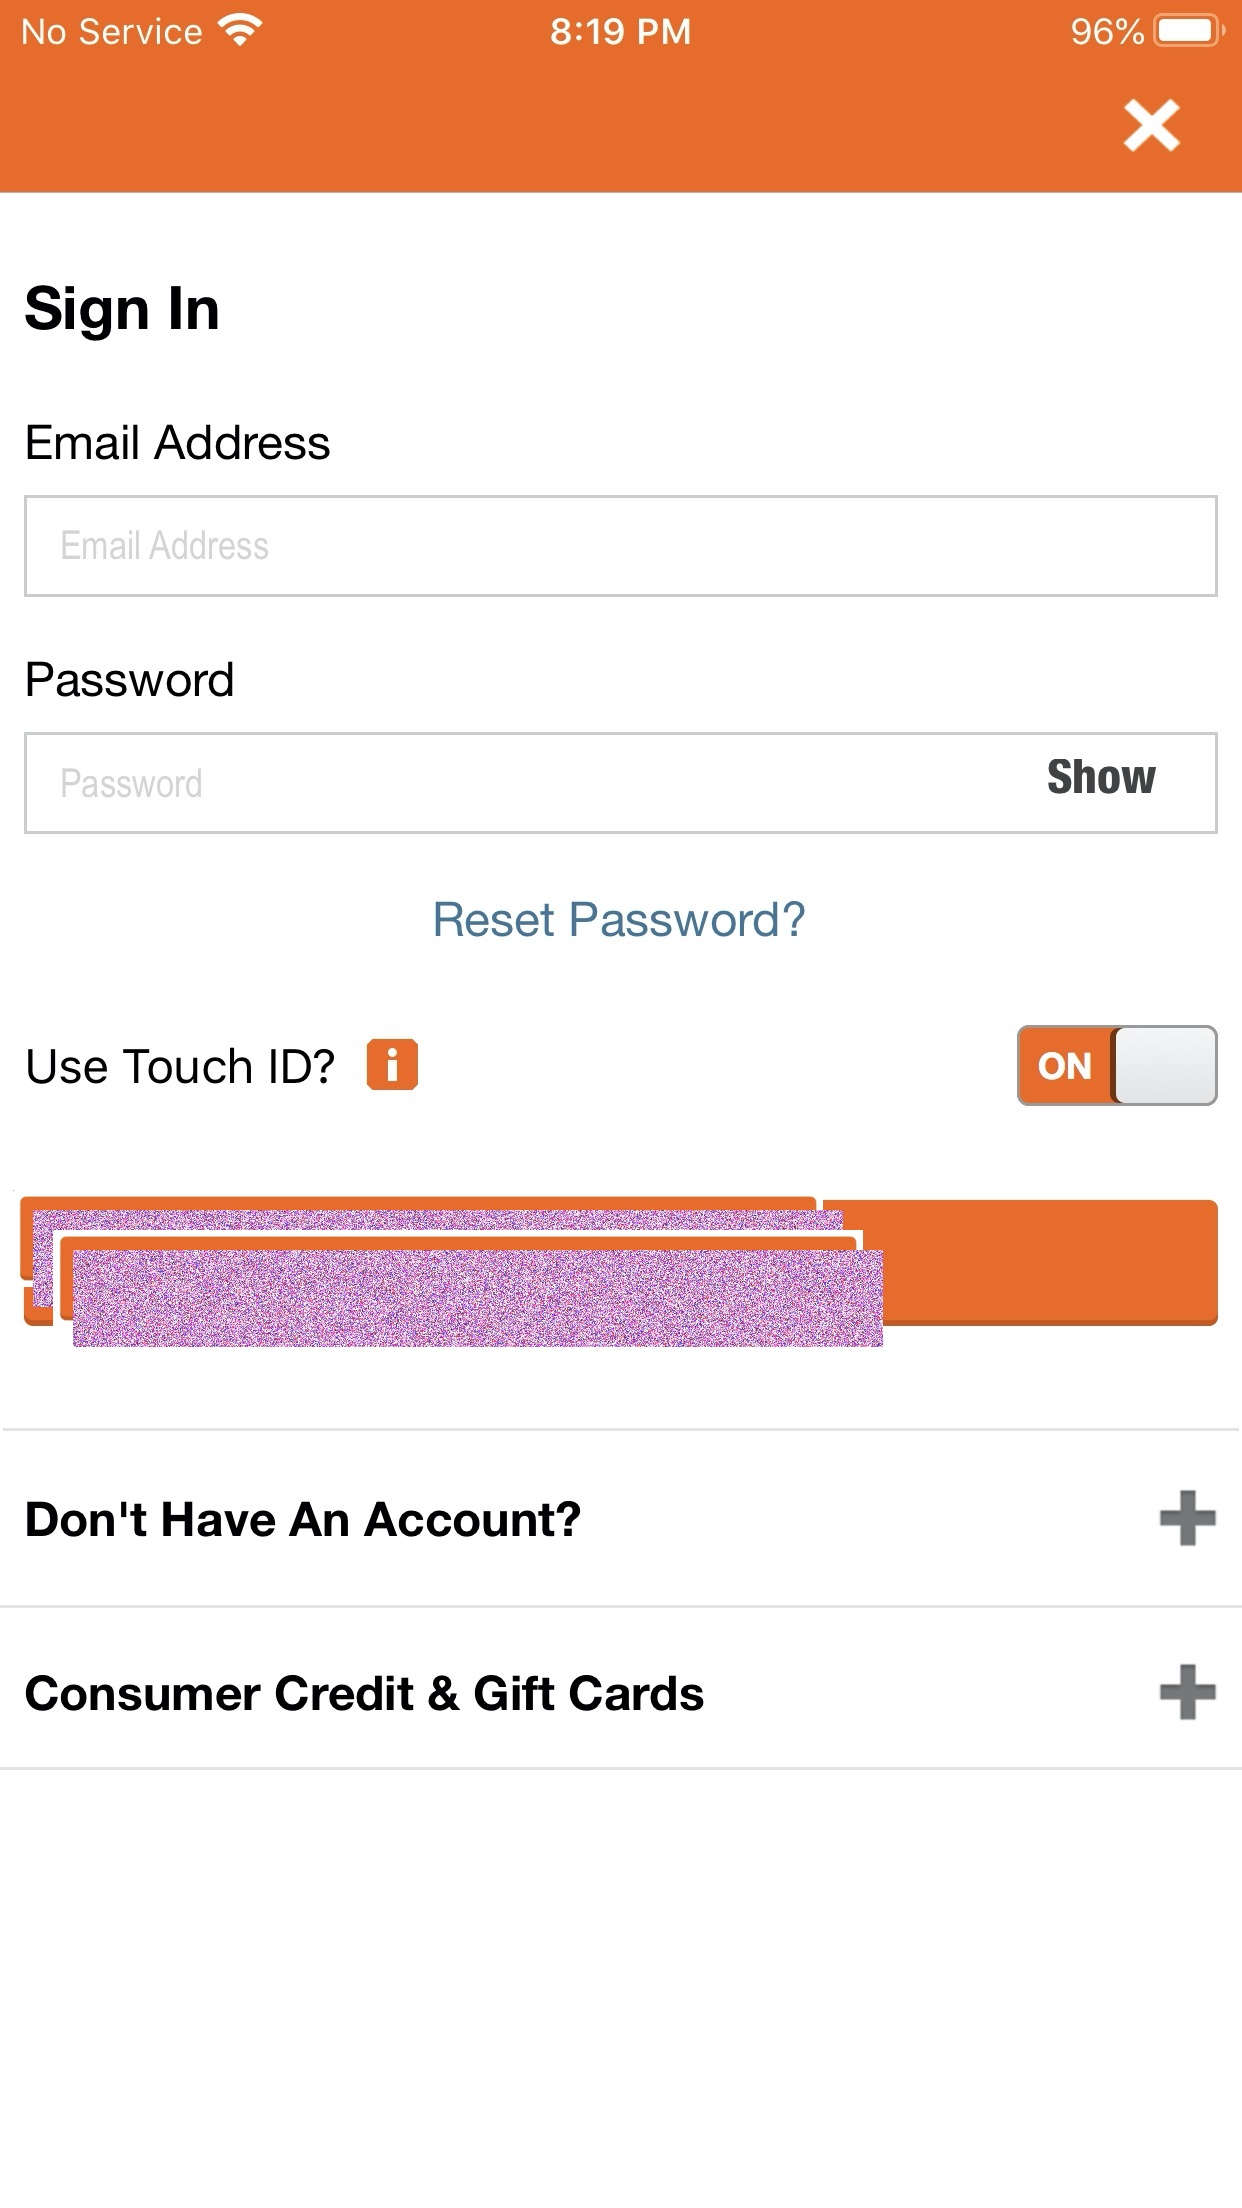 No Service 8:19 PM 96%
Sign In
Email Address
Email Address
Password
Password Show
Reset Password?
Use Touch ID? i ON
Don't Have An Account?
Consumer Credit & Gift Cards